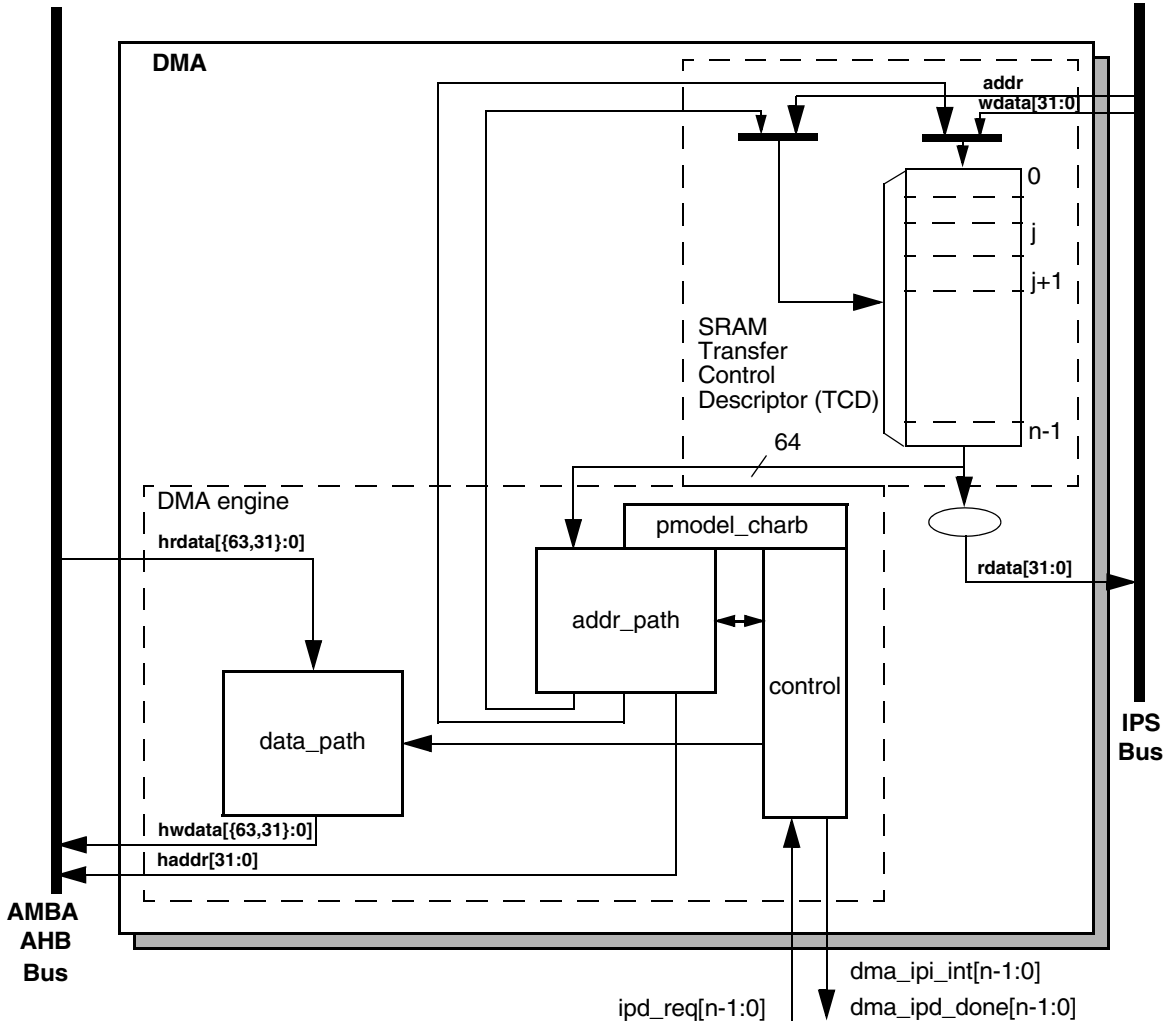 DMA
addr
wdata[31:0]
0
j
j+1
SRAM
Transfer
Control
Descriptor (TCD)
n-1
64
DMA engine
pmodel_charb
hrdata[{63,31}:0]
rdata[31:0]
addr_path
control
data_path
IPS
Bus
hwdata[{63,31}:0]
haddr[31:0]
AMBA
AHB
Bus
dma_ipi_int[n-1:0]
ipd_req[n-1:0]
dma_ipd_done[n-1:0]